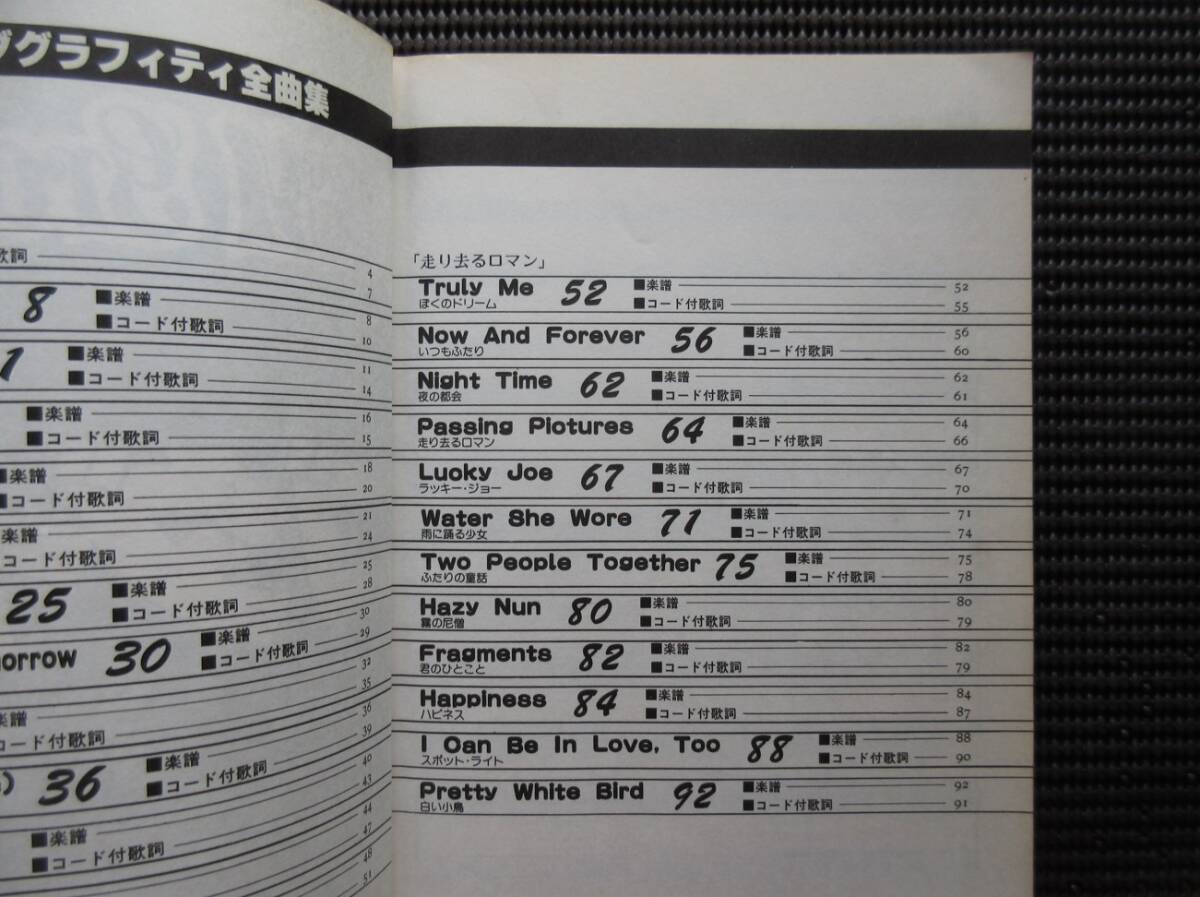 ググラフィティ全曲集
歌詞
4
7
8 ■楽譜 8
■コード付歌詞 10
1 ■楽譜 11
■コード付歌詞 14
■楽譜 16
■コード付歌詞 15
■楽譜 18
■コード付歌詞 20
楽譜 21
コード付歌詞 24
25 ■楽譜 25
■コード付歌詞 28
orrow 30 ■楽譜 30
■コード付歌詞 29
楽譜 32
コード付歌詞 35
) 36 ■楽譜 36
■コード付歌詞 39
■楽譜 40
■コード付歌詞 43
44
47
48
51
「走り去るロマン」
Truly Me 52 ■楽譜 52
ぼくのドリーム ■コード付歌詞 55
Now And Forever 56 ■楽譜 56
いつもふたり ■コード付歌詞 60
Night Time 62 ■楽譜 62
夜の都会 ■コード付歌詞 61
Passing Piotures 64 ■楽譜 64
走り去るロマン ■コード付歌詞 66
Luoky Joe 67 ■楽譜 67
ラッキー・ジョー ■コード付歌詞 70
Water She Wore 71 ■楽譜 71
雨に踊る少女 ■コード付歌詞 74
Two People Together 75 ■楽譜 75
ふたりの童話 ■コード付歌詞 78
Hazy Nun 80 ■楽譜 80
霧の尼僧 ■コード付歌詞 79
Fragments 82 ■楽譜 82
君のひとこと ■コード付歌詞 79
Happiness 84 ■楽譜 84
ハピネス ■コード付歌詞 87
I Oan Be In Love, Too 88 ■楽譜 88
スポット・ライト ■コード付歌詞 90
Pretty White Bird 92 ■楽譜 92
白い小鳥 ■コード付歌詞 91